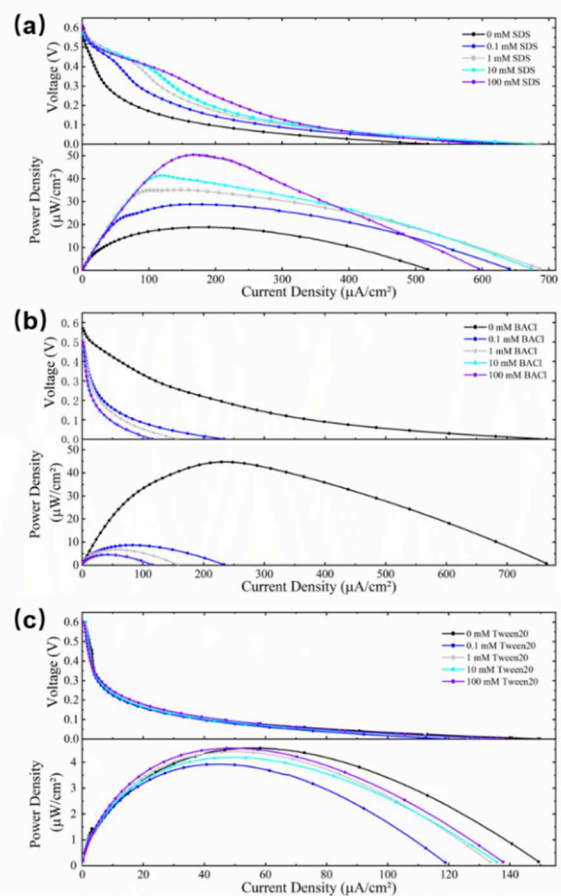 (a)
0.6
0.5
0.4
0.3
0.2
0.1
0.0
Voltage (V)
0 mM SDS
0.1 mM SDS
1 mM SDS
10 mM SDS
100 mM SDS
50
40
30
20
10
0
Power Density
(μW/cm²)
0 100 200 300 400 500 600 700
Current Density (μA/cm²)
(b)
0.6
0.5
0.4
0.3
0.2
0.1
0.0
Voltage (V)
0 mM BACl
0.1 mM BACl
1 mM BACl
10 mM BACl
100 mM BACl
50
40
30
20
10
0
Power Density
(μW/cm²)
0 100 200 300 400 500 600 700
Current Density (μA/cm²)
(c)
0.6
0.5
0.4
0.3
0.2
0.1
0.0
Voltage (V)
0 mM Tween20
0.1 mM Tween20
1 mM Tween20
10 mM Tween20
100 mM Tween20
4
3
2
1
0
Power Density
(μW/cm²)
0 20 40 60 80 100 120 140
Current Density (μA/cm²)